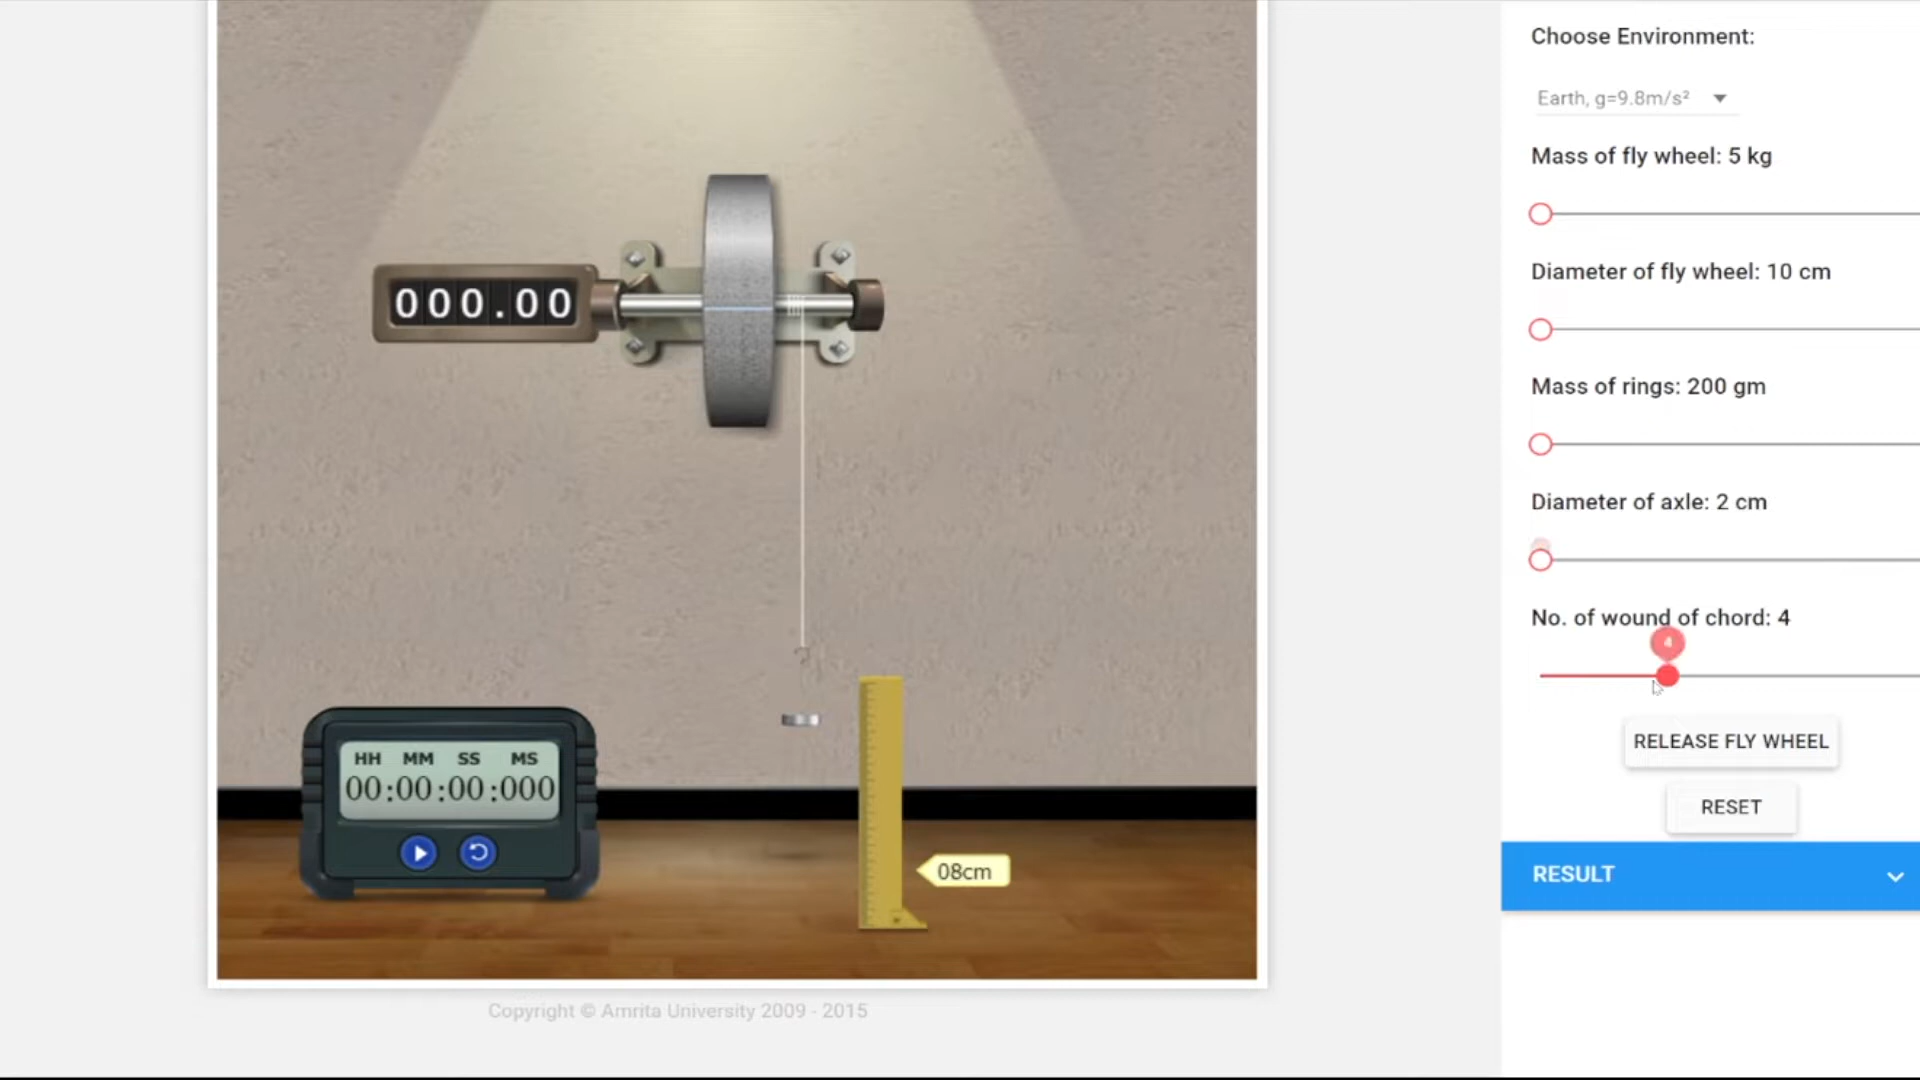 Choose Environment:
Earth, g=9.8m/s²
Mass of fly wheel: 5 kg
Diameter of fly wheel: 10 cm
Mass of rings: 200 gm
Diameter of axle: 2 cm
No. of wound of chord: 4
4
RELEASE FLY WHEEL
RESET
RESULT
000.00
HH MM SS MS
00:00:00:000
08cm
Copyright © Amrita University 2009 - 2015